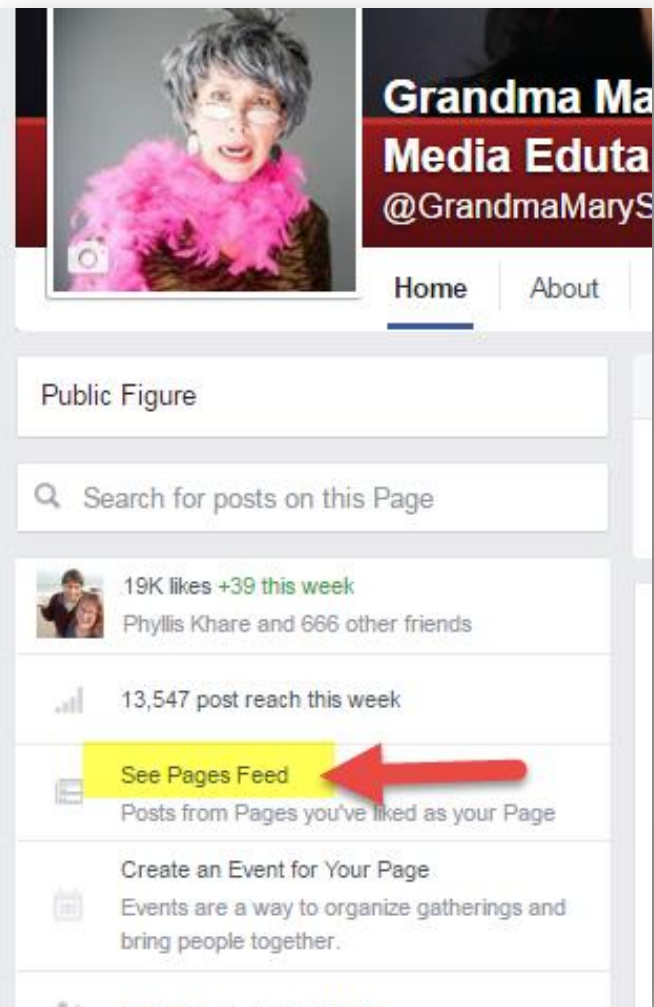 Grandma Ma
Media Eduta
@GrandmaMaryS
Home About
Public Figure
Search for posts on this Page
19K likes +39 this week
Phyllis Khare and 666 other friends
13,547 post reach this week
See Pages Feed
Posts from Pages you've liked as your Page
Create an Event for Your Page
Events are a way to organize gatherings and
bring people together.